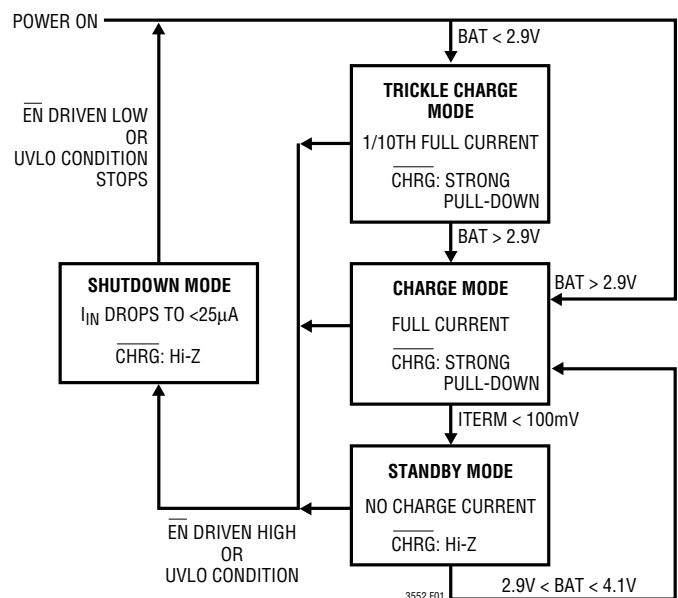 POWER ON
BAT < 2.9V
TRICKLE CHARGE
MODE
1/10TH FULL CURRENT
CHRG: STRONG
PULL-DOWN
EN DRIVEN LOW
OR
UVLO CONDITION
STOPS
BAT > 2.9V
SHUTDOWN MODE
IIN DROPS TO <25μA
CHRG: Hi-Z
CHARGE MODE
FULL CURRENT
CHRG: STRONG
PULL-DOWN
BAT > 2.9V
ITERM < 100mV
STANDBY MODE
NO CHARGE CURRENT
CHRG: Hi-Z
EN DRIVEN HIGH
OR
UVLO CONDITION
2.9V < BAT < 4.1V
3552 F01